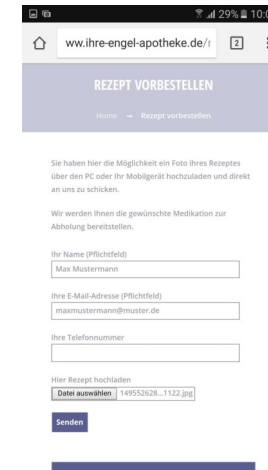 29% 10:0
ww.ihre-engel-apotheke.de/r
2
REZEPT VORBESTELLEN
Home → Rezept vorbestellen
Sie haben hier die Möglichkeit ein Foto ihres Rezeptes
über den PC oder Ihr Mobilgerät hochzuladen und direkt
an uns zu schicken.
Wir werden Ihnen die gewünschte Medikation zur
Abholung bereitstellen.
Ihr Name (Pflichtfeld)
Max Mustermann
Ihre E-Mail-Adresse (Pflichtfeld)
maxmustermann@muster.de
Ihre Telefonnummer
Hier Rezept hochladen
Datei auswählen 149552628...1122.jpg
Senden